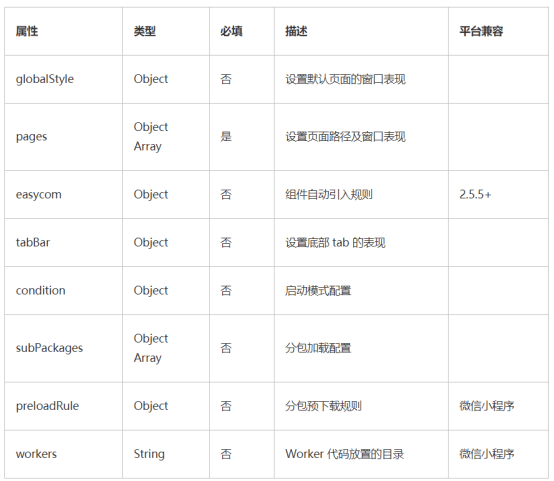 属性 类型 必填 描述 平台兼容
globalStyle Object 否 设置默认页面的窗口表现
pages Object Array 是 设置页面路径及窗口表现
easycom Object 否 组件自动引入规则 2.5.5+
tabBar Object 否 设置底部 tab 的表现
condition Object 否 启动模式配置
subPackages Object Array 否 分包加载配置
preloadRule Object 否 分包预下载规则 微信小程序
workers String 否 Worker 代码放置的目录 微信小程序